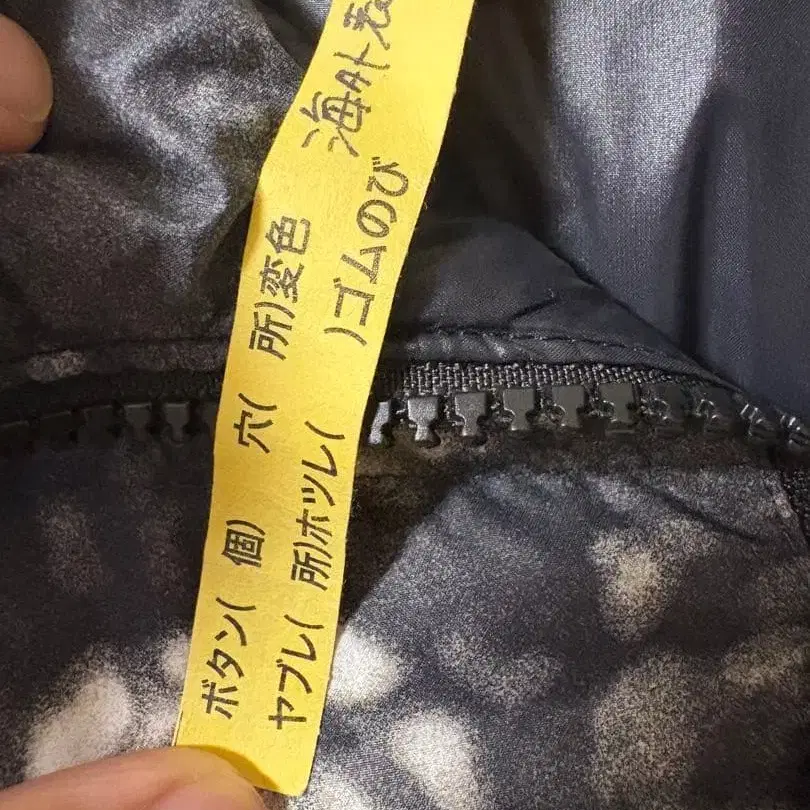 ボタン( 個) 穴( 所)変色
ヤブレ( 所)ホツレ( )ゴムのび
海外表